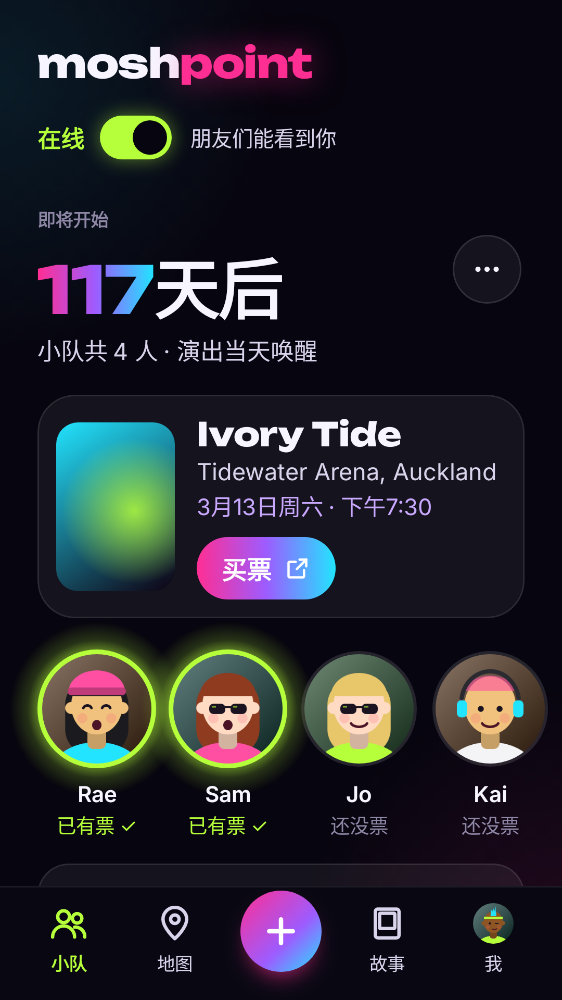 moshpoint
在线 朋友们能看到你
即将开始
117天后
小队共 4 人 · 演出当天唤醒
Ivory Tide
Tidewater Arena, Auckland
3月13日周六 · 下午7:30
买票
Rae Sam Jo Kai
已有票 ✓ 已有票 ✓ 还没票 还没票
小队 地图 故事 我